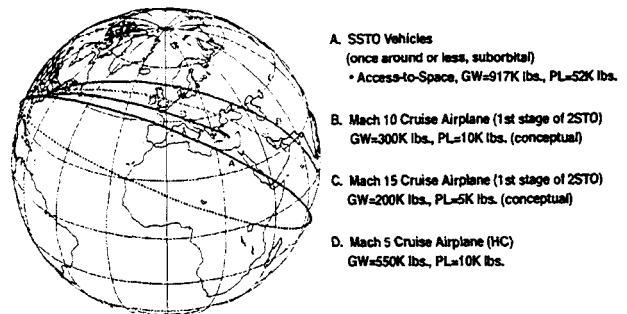 A. SSTO Vehicles
(once around or less, suborbital)
• Access-to-Space, GW=917K lbs., PL=52K lbs.
B. Mach 10 Cruise Airplane (1st stage of 2STO)
GW=300K lbs., PL=10K lbs. (conceptual)
C. Mach 15 Cruise Airplane (1st stage of 2STO)
GW=200K lbs., PL=5K lbs. (conceptual)
D. Mach 5 Cruise Airplane (HC)
GW=550K lbs., PL=10K lbs.